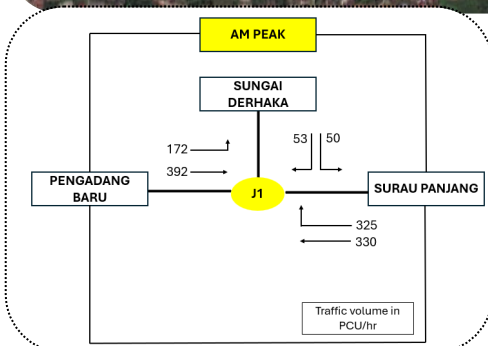 AM PEAK
SUNGAI
DERHAKA
53 50
172
392
PENGADANG
BARU
J1
SURAU PANJANG
325
330
Traffic volume in
PCU/hr